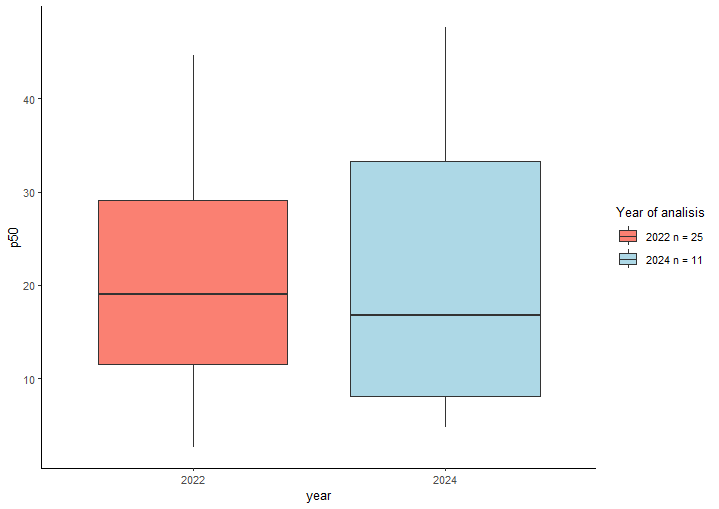 40
30
20
10
p50
2022
2024
year
Year of analisis
2022 n = 25
2024 n = 11